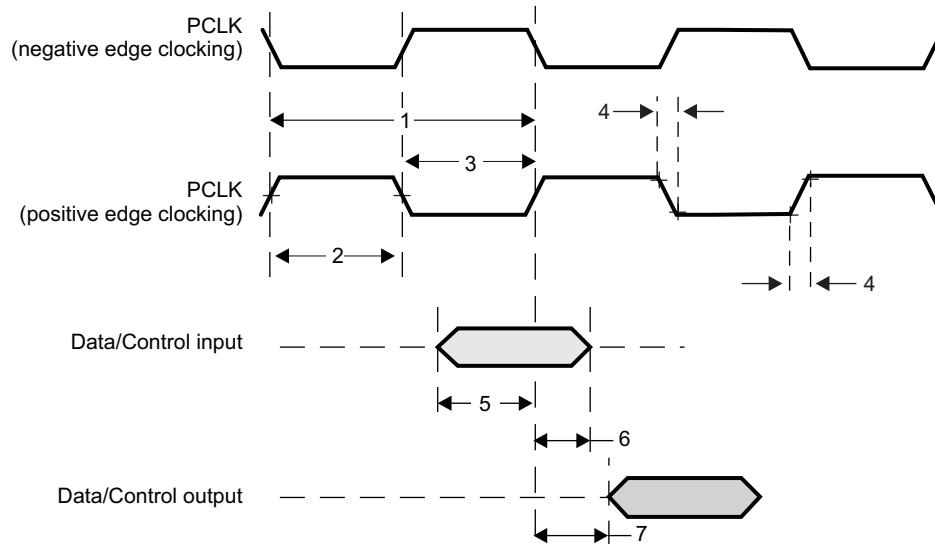 PCLK
(negative edge clocking)
1
4
3
PCLK
(positive edge clocking)
2
4
Data/Control input
5
6
Data/Control output
7